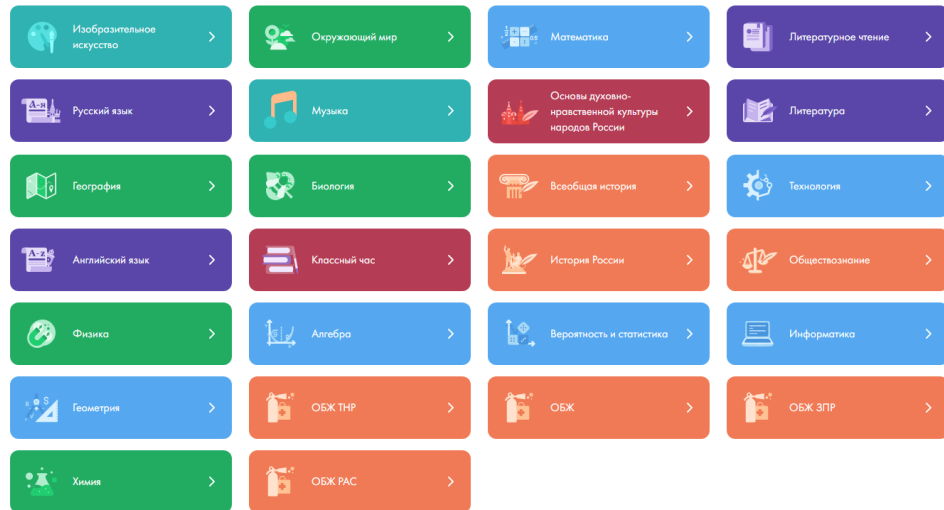 Изобразительное
искусство
Окружающий мир
Математика
Литературное чтение
Русский язык
Музыка
Основы духовно-
нравственной культуры
народов России
Литература
География
Биология
Всеобщая история
Технология
Английский язык
Классный час
История России
Обществознание
Физика
Алгебра
Вероятность и статистика
Информатика
Геометрия
ОБЖ ТНР
ОБЖ
ОБЖ ЗПР
Химия
ОБЖ РАС